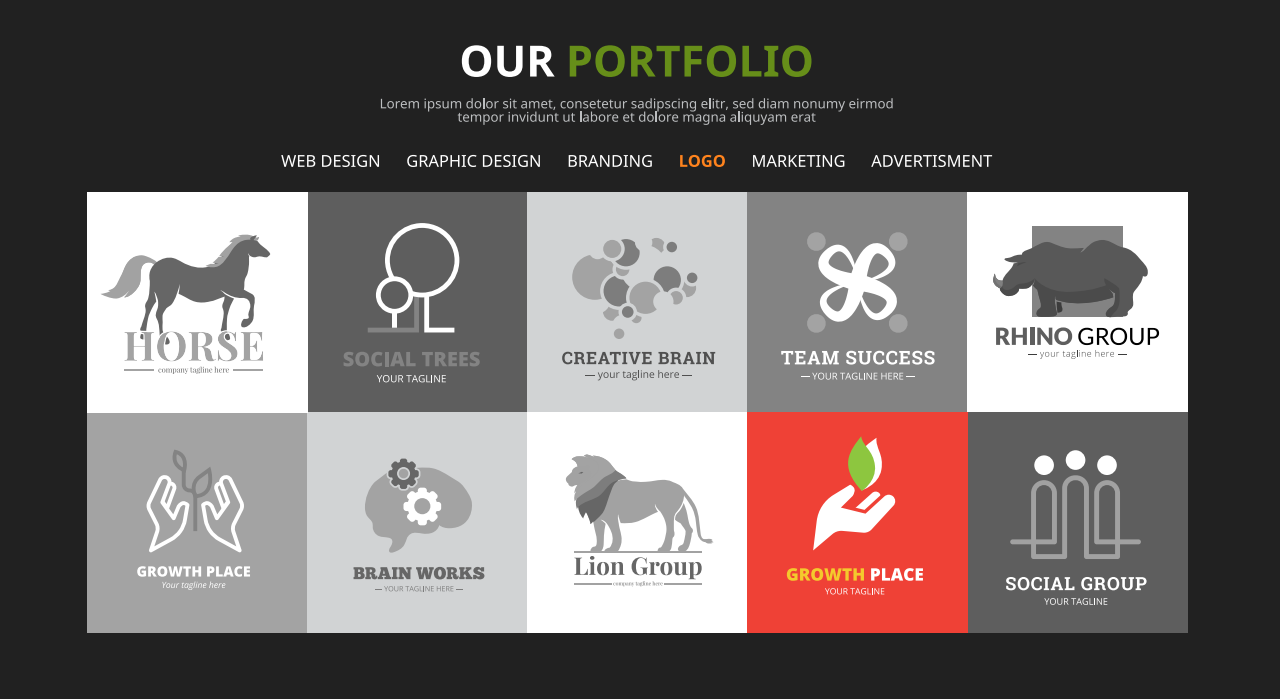 OUR PORTFOLIO
Lorem ipsum dolor sit amet, consetetur sadipscing elitr, sed diam nonumy eirmod
tempor invidunt ut labore et dolore magna aliquyam erat
WEB DESIGN GRAPHIC DESIGN BRANDING LOGO MARKETING ADVERTISMENT
HORSE
company tagline here
SOCIAL TREES
YOUR TAGLINE
CREATIVE BRAIN
— your tagline here —
TEAM SUCCESS
— YOUR TAGLINE HERE —
RHINO GROUP
— your tagline here —
GROWTH PLACE
Your tagline here
BRAIN WORKS
— YOUR TAGLINE HERE —
Lion Group
company tagline here
GROWTH PLACE
YOUR TAGLINE
SOCIAL GROUP
YOUR TAGLINE